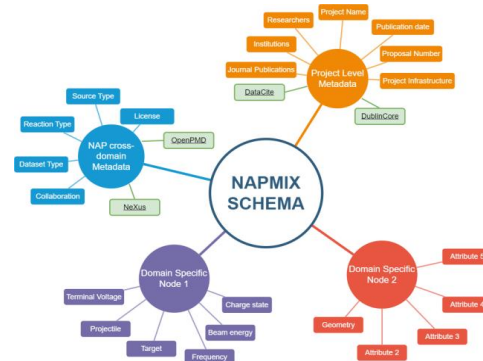 Project Name
Researchers
Publication date
Institutions
Proposal Number
Journal Publications
Project Level
Metadata
Project Infrastructure
DataCite
DublinCore
Source Type
License
Reaction Type
OpenPMD
NAP cross-
domain
Metadata
Dataset Type
Collaboration
NeXus
NAPMIX
SCHEMA
Domain Specific
Node 1
Terminal Voltage
Charge state
Projectile
Beam energy
Target
Frequency
Domain Specific
Node 2
Attribute 5
Attribute 4
Geometry
Attribute 3
Attribute 2